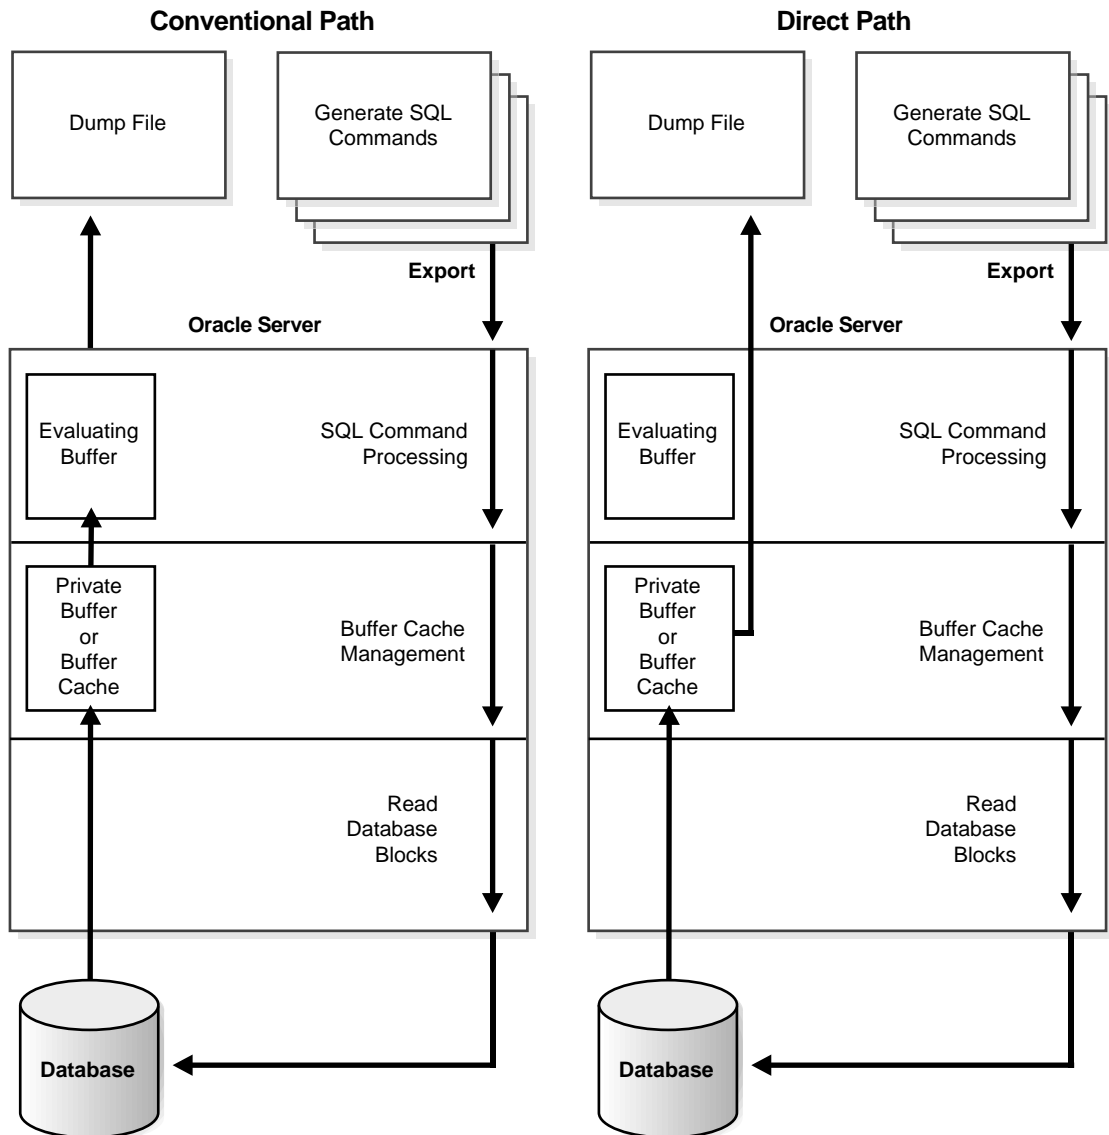 Conventional Path
Dump File
Generate SQL
Commands
Export
Oracle Server
Evaluating
Buffer
SQL Command
Processing
Private
Buffer
or
Buffer
Cache
Buffer Cache
Management
Read
Database
Blocks
Database
Direct Path
Dump File
Generate SQL
Commands
Export
Oracle Server
Evaluating
Buffer
SQL Command
Processing
Private
Buffer
or
Buffer
Cache
Buffer Cache
Management
Read
Database
Blocks
Database